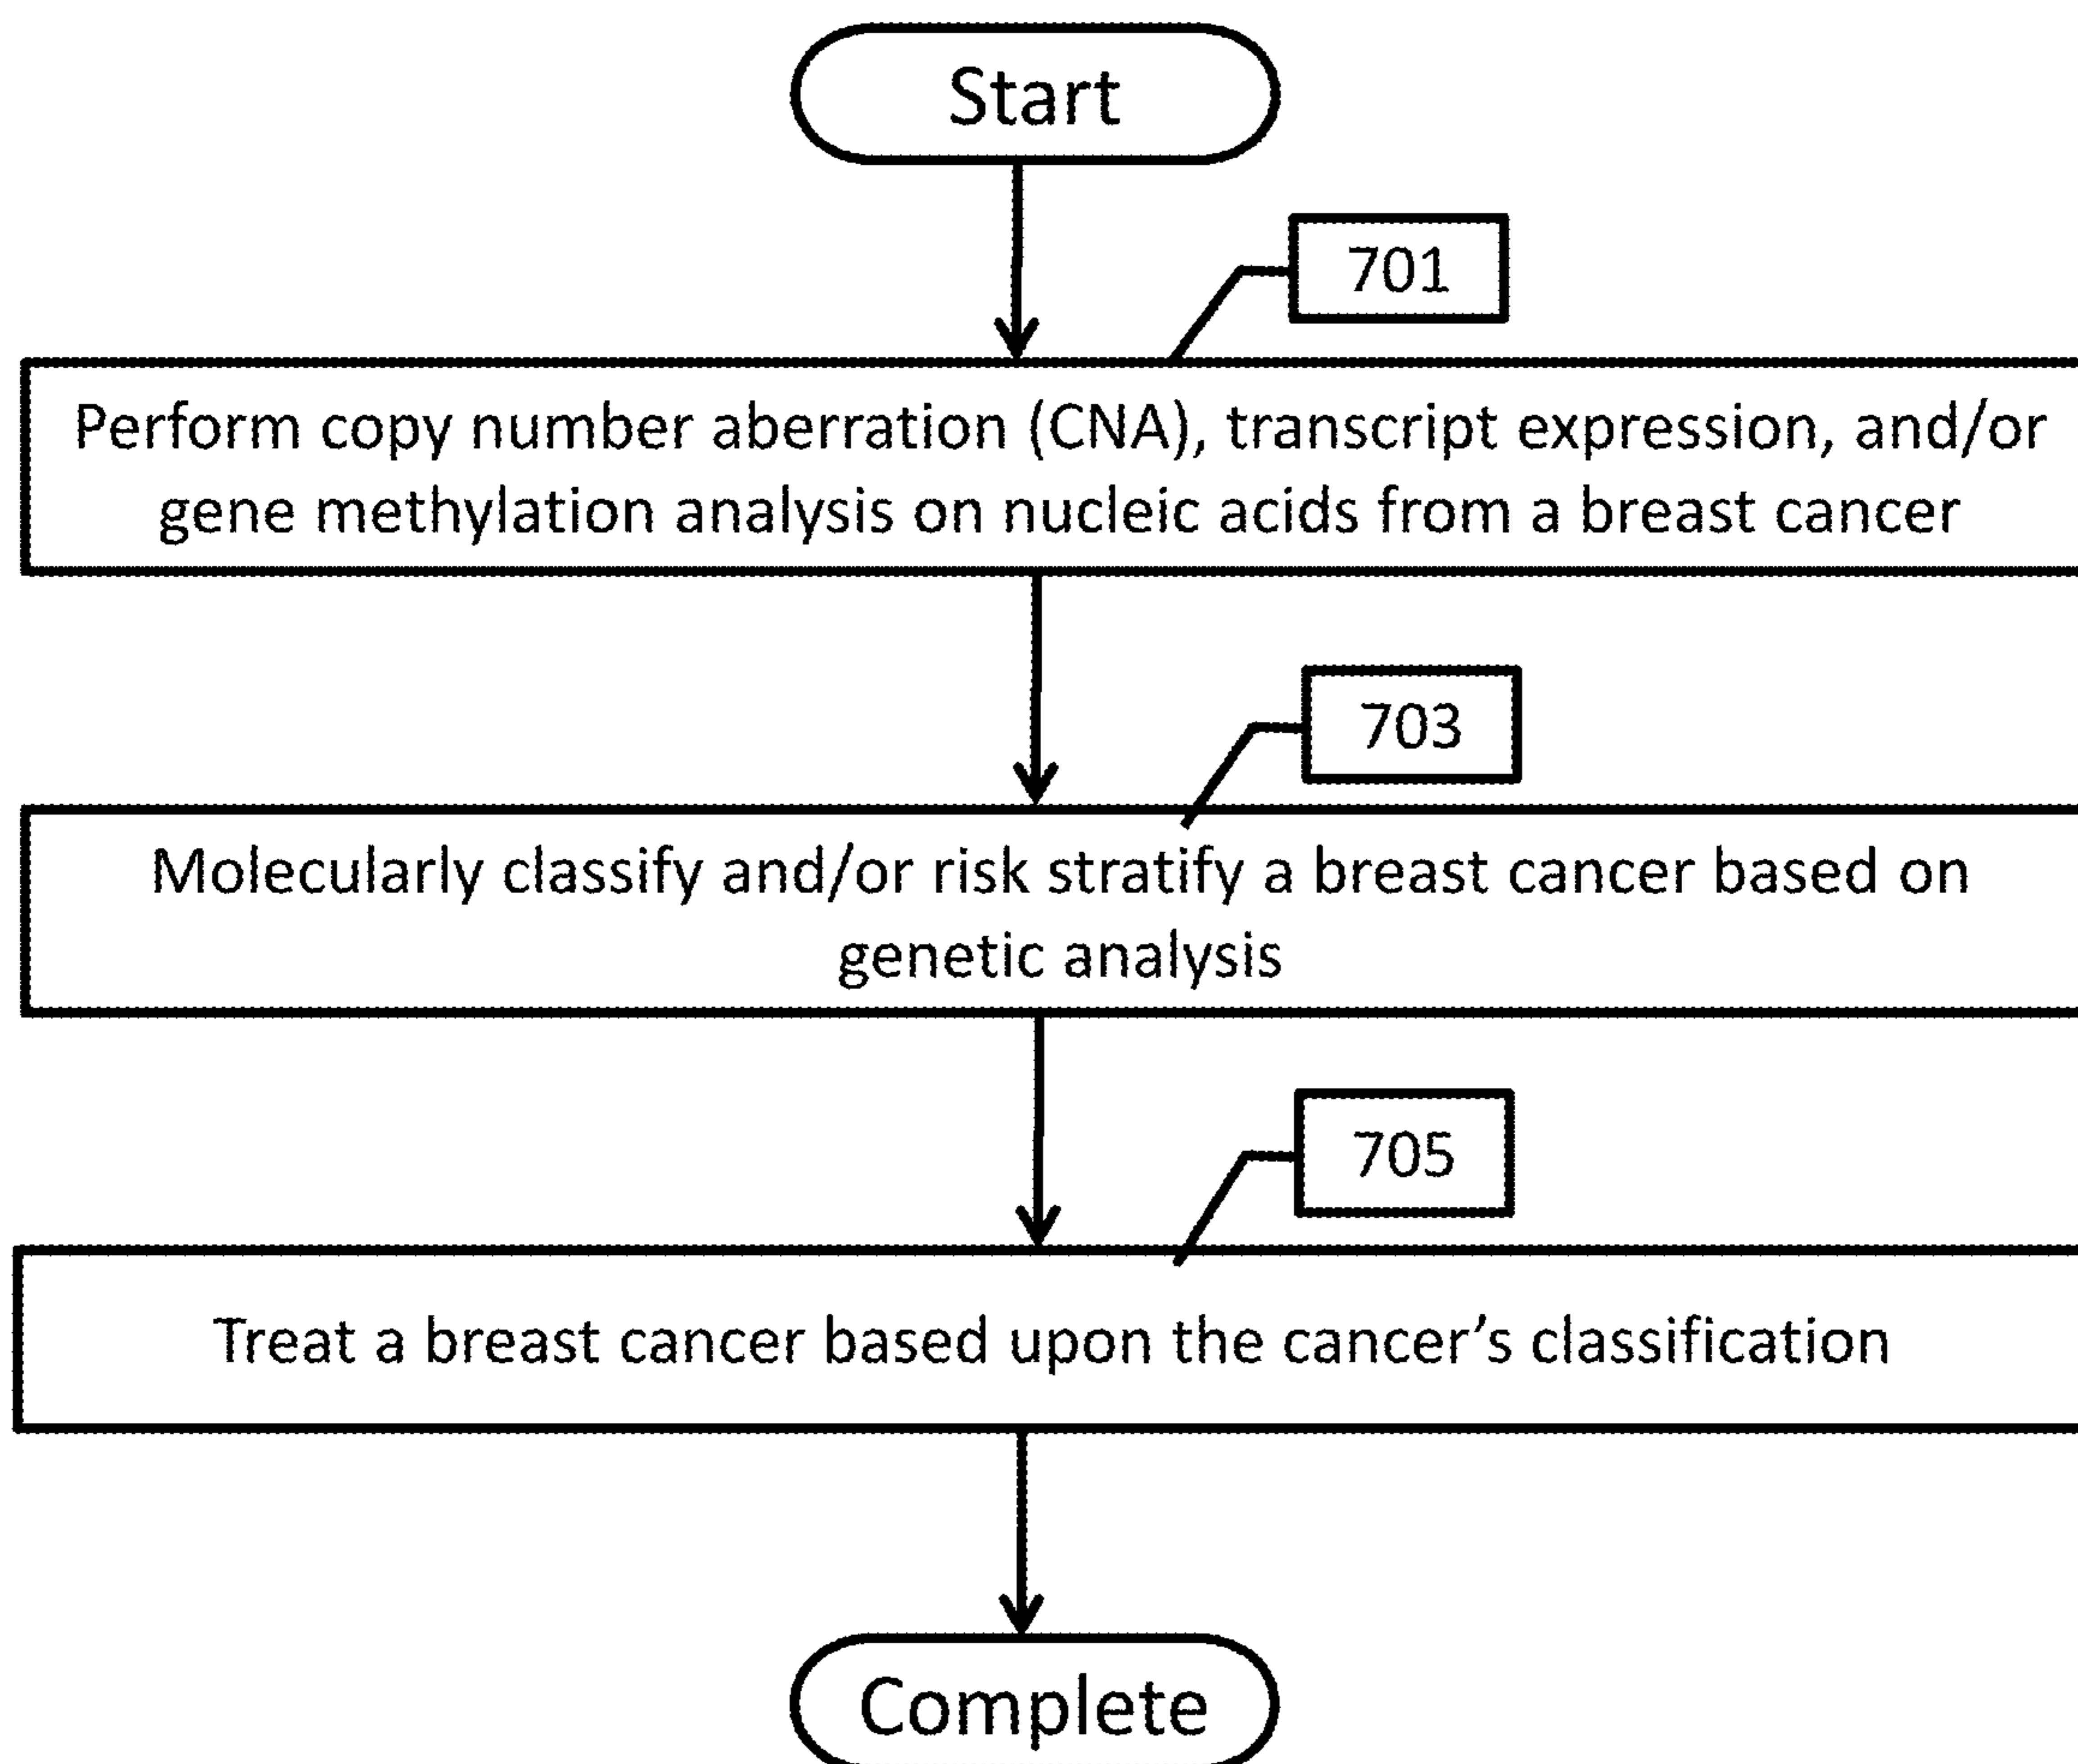 Start
701
Perform copy number aberration (CNA), transcript expression, and/or
gene methylation analysis on nucleic acids from a breast cancer
703
Molecularly classify and/or risk stratify a breast cancer based on
genetic analysis
705
Treat a breast cancer based upon the cancer’s classification
Complete